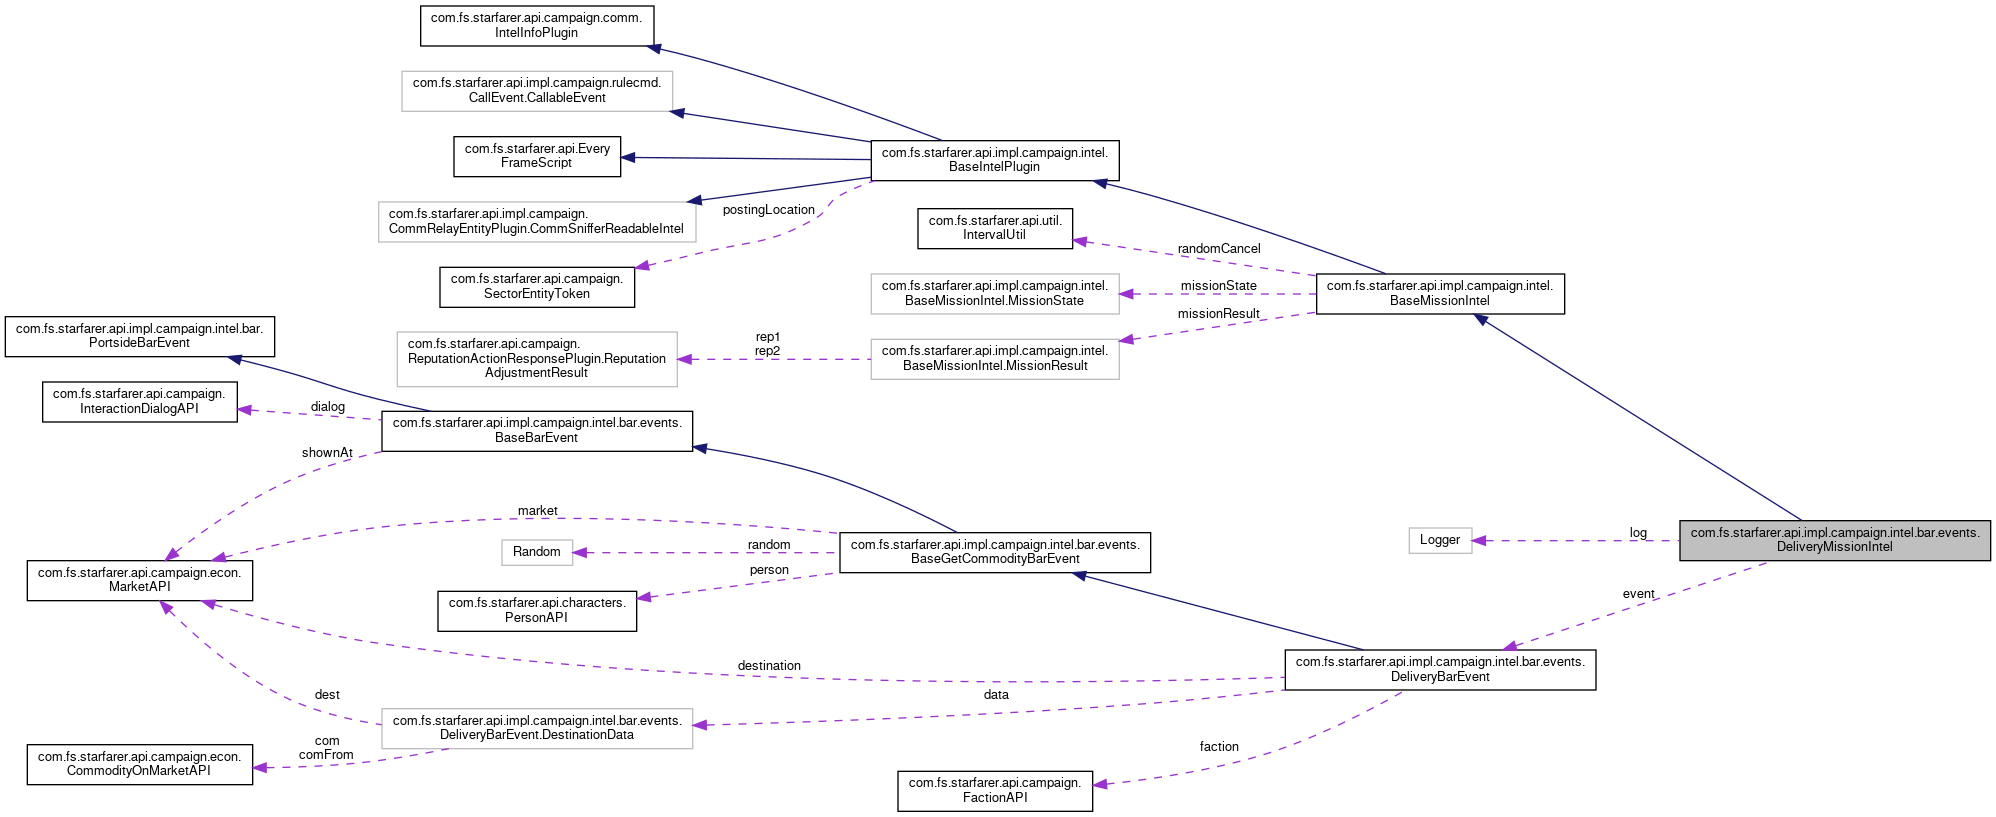 com.fs.starfarer.api.campaign.comm.
IntelInfoPlugin
com.fs.starfarer.api.impl.campaign.rulecmd.
CallEvent.CallableEvent
com.fs.starfarer.api.Every
FrameScript
com.fs.starfarer.api.impl.campaign.intel.
BaseIntelPlugin
com.fs.starfarer.api.impl.campaign.
CommRelayEntityPlugin.CommSnifferReadableIntel
postingLocation
com.fs.starfarer.api.util.
IntervalUtil
randomCancel
com.fs.starfarer.api.campaign.
SectorEntityToken
com.fs.starfarer.api.impl.campaign.intel.
BaseMissionIntel.MissionState
missionState
com.fs.starfarer.api.impl.campaign.intel.
BaseMissionIntel
missionResult
com.fs.starfarer.api.impl.campaign.intel.bar.
PortsideBarEvent
com.fs.starfarer.api.campaign.
ReputationActionResponsePlugin.Reputation
AdjustmentResult
rep1
rep2
com.fs.starfarer.api.impl.campaign.intel.
BaseMissionIntel.MissionResult
com.fs.starfarer.api.campaign.
InteractionDialogAPI
dialog
com.fs.starfarer.api.impl.campaign.intel.bar.events.
BaseBarEvent
shownAt
market
Random
random
com.fs.starfarer.api.impl.campaign.intel.bar.events.
BaseGetCommodityBarEvent
Logger
log
com.fs.starfarer.api.impl.campaign.intel.bar.events.
DeliveryMissionIntel
com.fs.starfarer.api.campaign.econ.
MarketAPI
person
com.fs.starfarer.api.characters.
PersonAPI
event
destination
com.fs.starfarer.api.impl.campaign.intel.bar.events.
DeliveryBarEvent
dest
data
com.fs.starfarer.api.impl.campaign.intel.bar.events.
DeliveryBarEvent.DestinationData
com
comFrom
com.fs.starfarer.api.campaign.econ.
CommodityOnMarketAPI
faction
com.fs.starfarer.api.campaign.
FactionAPI